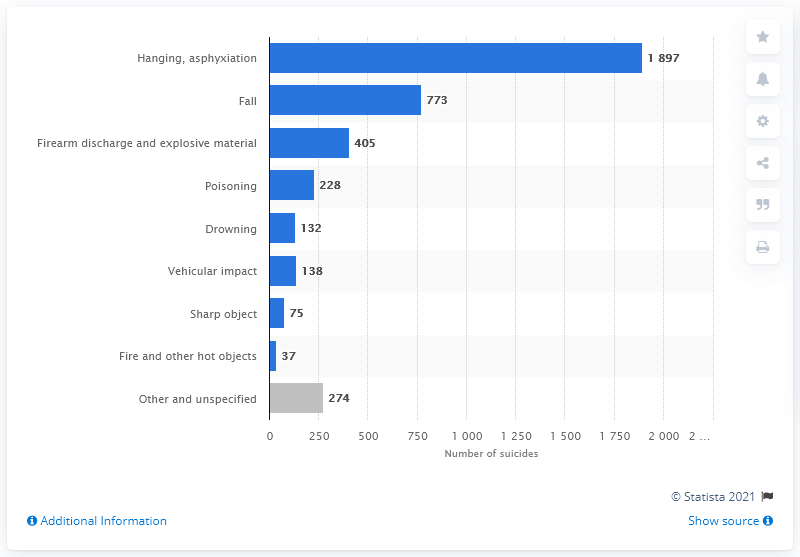 Hanging, asphyxiation 1 897
Fall 773
Firearm discharge and explosive material 405
Poisoning 228
Drowning 132
Vehicular impact 138
Sharp object 75
Fire and other hot objects 37
Other and unspecified 274
0 250 500 750 1 000 1 250 1 500 1 750 2 000 2 ...
Number of suicides
© Statista 2021
Additional Information
Show source